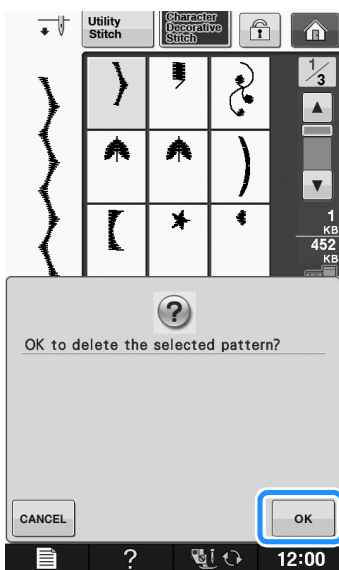 Utility
Stitch
Character
Decorative
Stitch
1/3
1
KB
452
KB
OK to delete the selected pattern?
CANCEL
OK
?
12:00